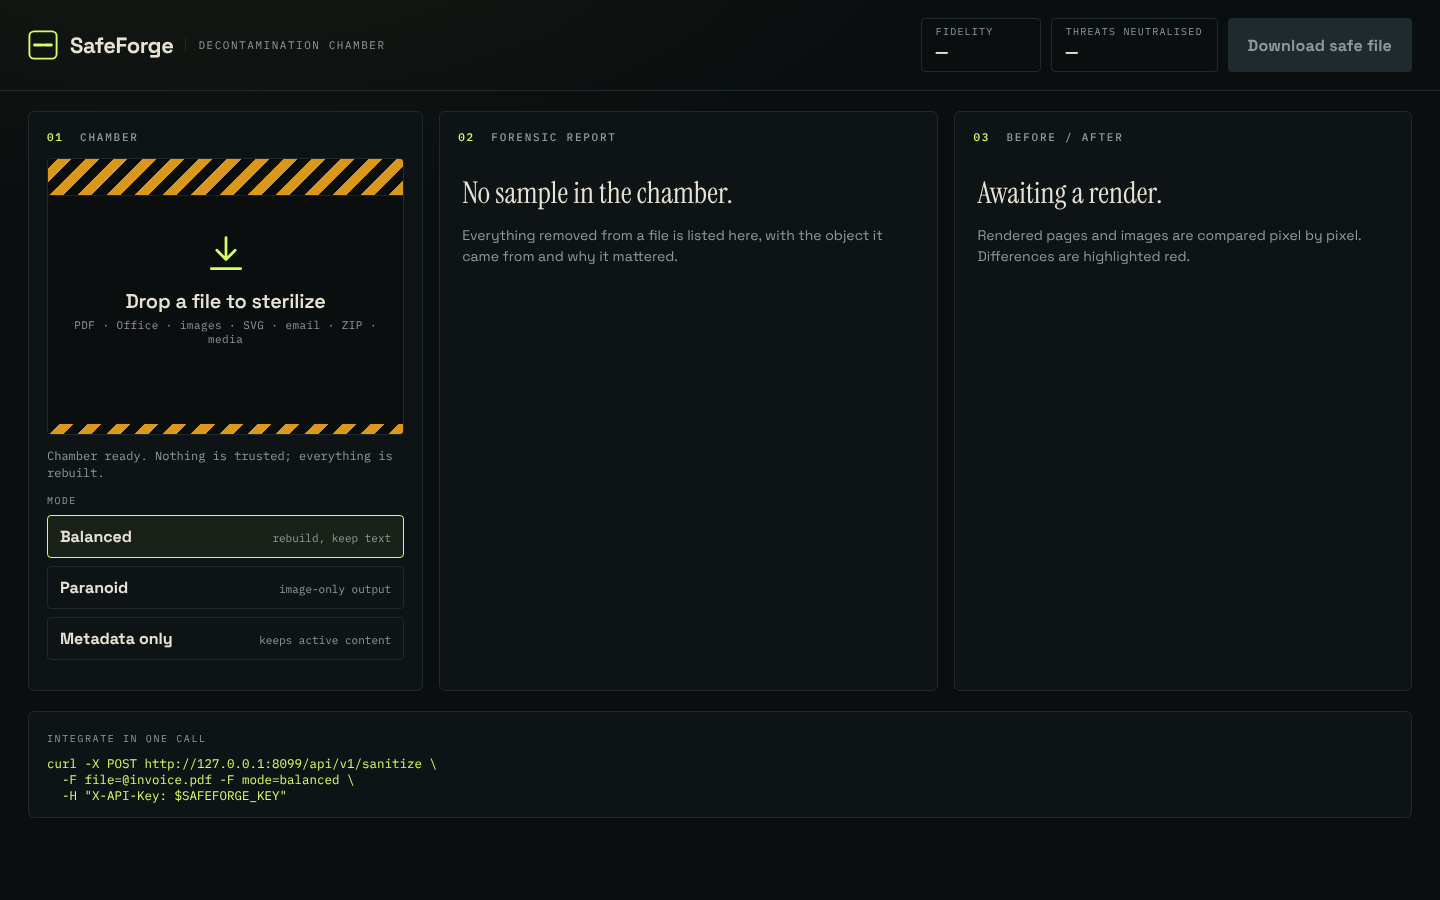 SafeForge
DECONTAMINATION CHAMBER
FIDELITY
—
THREATS NEUTRALISED
—
Download safe file
01 CHAMBER
Drop a file to sterilize
PDF · Office · images · SVG · email · ZIP ·
media
Chamber ready. Nothing is trusted; everything is
rebuilt.
MODE
Balanced rebuild, keep text
Paranoid image-only output
Metadata only keeps active content
02 FORENSIC REPORT
No sample in the chamber.
Everything removed from a file is listed here, with the object it
came from and why it mattered.
03 BEFORE / AFTER
Awaiting a render.
Rendered pages and images are compared pixel by pixel.
Differences are highlighted red.
INTEGRATE IN ONE CALL
curl -X POST http://127.0.0.1:8099/api/v1/sanitize \
-F file=@invoice.pdf -F mode=balanced \
-H "X-API-Key: $SAFEFORGE_KEY"